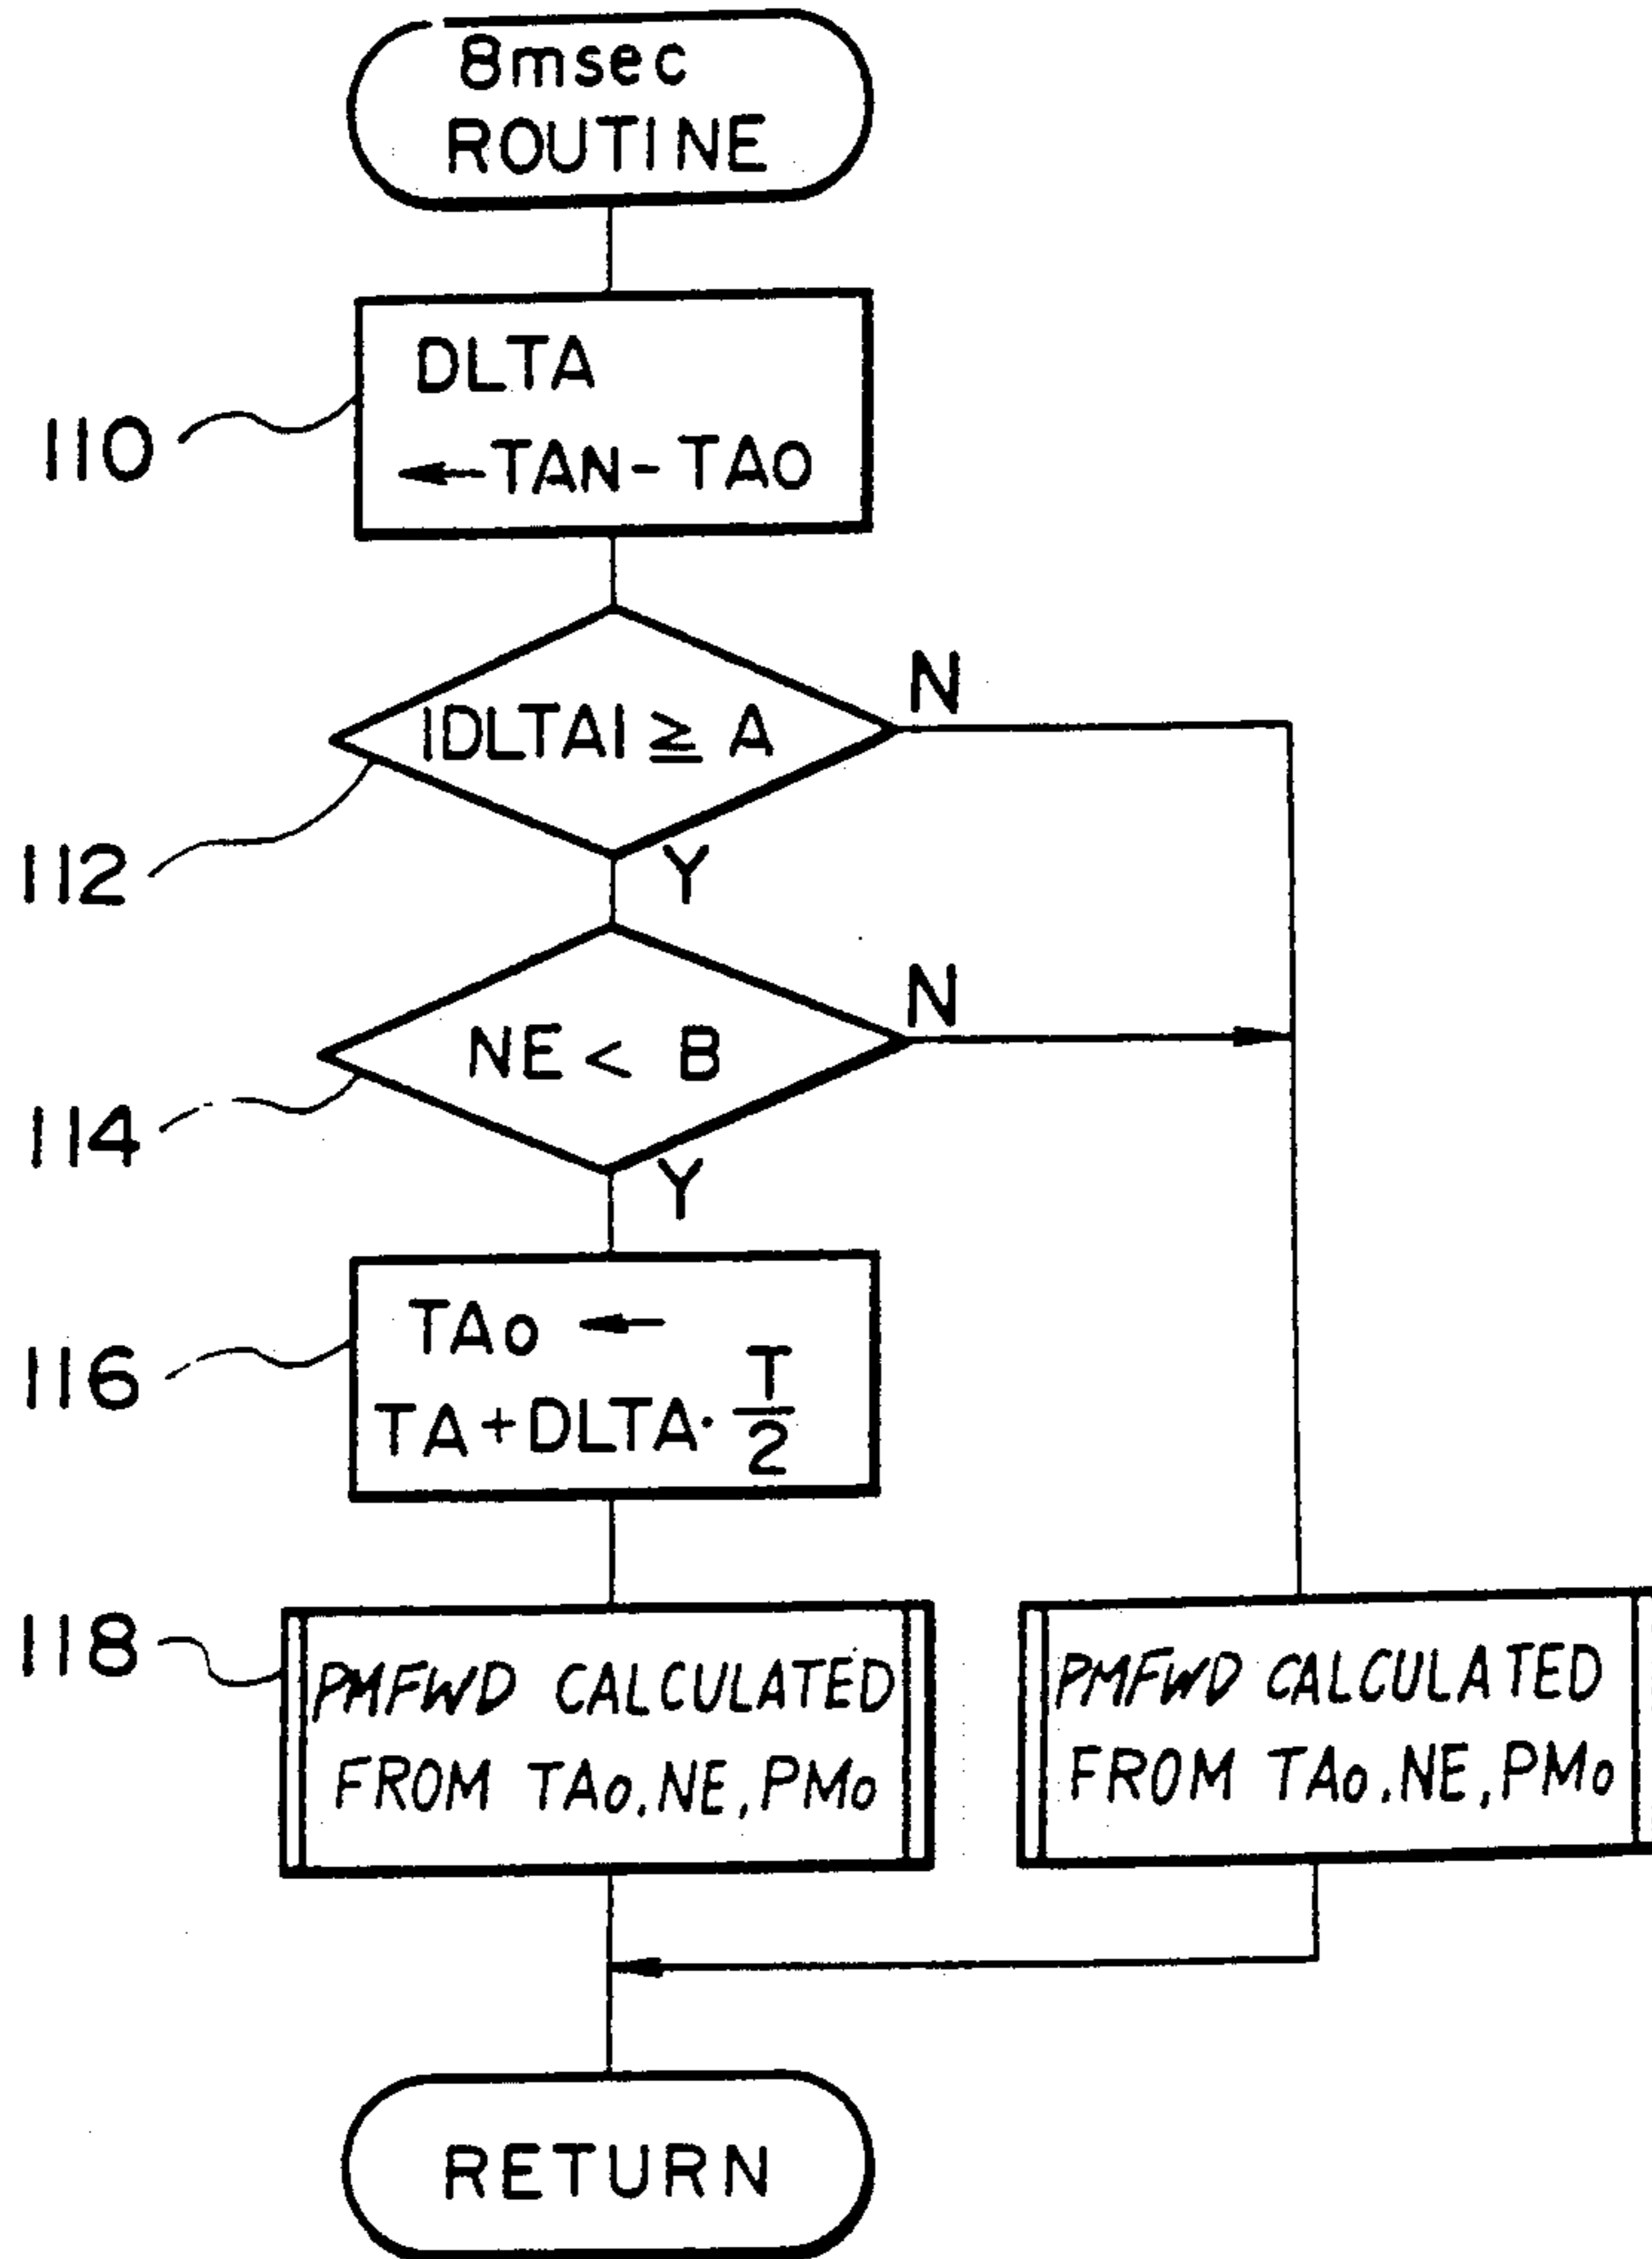 8msec
ROUTINE
DLTA
110
←TAN-TAO
|DLTA| ≧ A
N
112
Y
NE < B
N
114
Y
TAo ←
116
TA+DLTA· T/2
118
PMFWD CALCULATED
FROM TAo.NE,PMo
PMFWD CALCULATED
FROM TAo.NE,PMo
RETURN